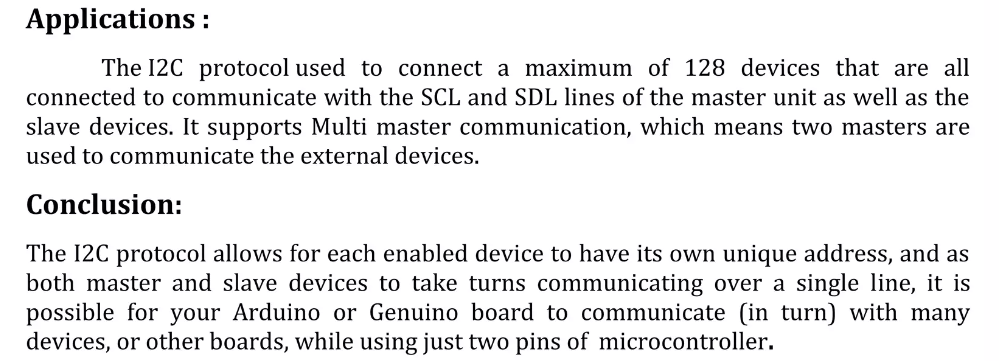 Applications :
The I2C protocol used to connect a maximum of 128 devices that are all
connected to communicate with the SCL and SDL lines of the master unit as well as the
slave devices. It supports Multi master communication, which means two masters are
used to communicate the external devices.
Conclusion:
The I2C protocol allows for each enabled device to have its own unique address, and as
both master and slave devices to take turns communicating over a single line, it is
possible for your Arduino or Genuino board to communicate (in turn) with many
devices, or other boards, while using just two pins of microcontroller.